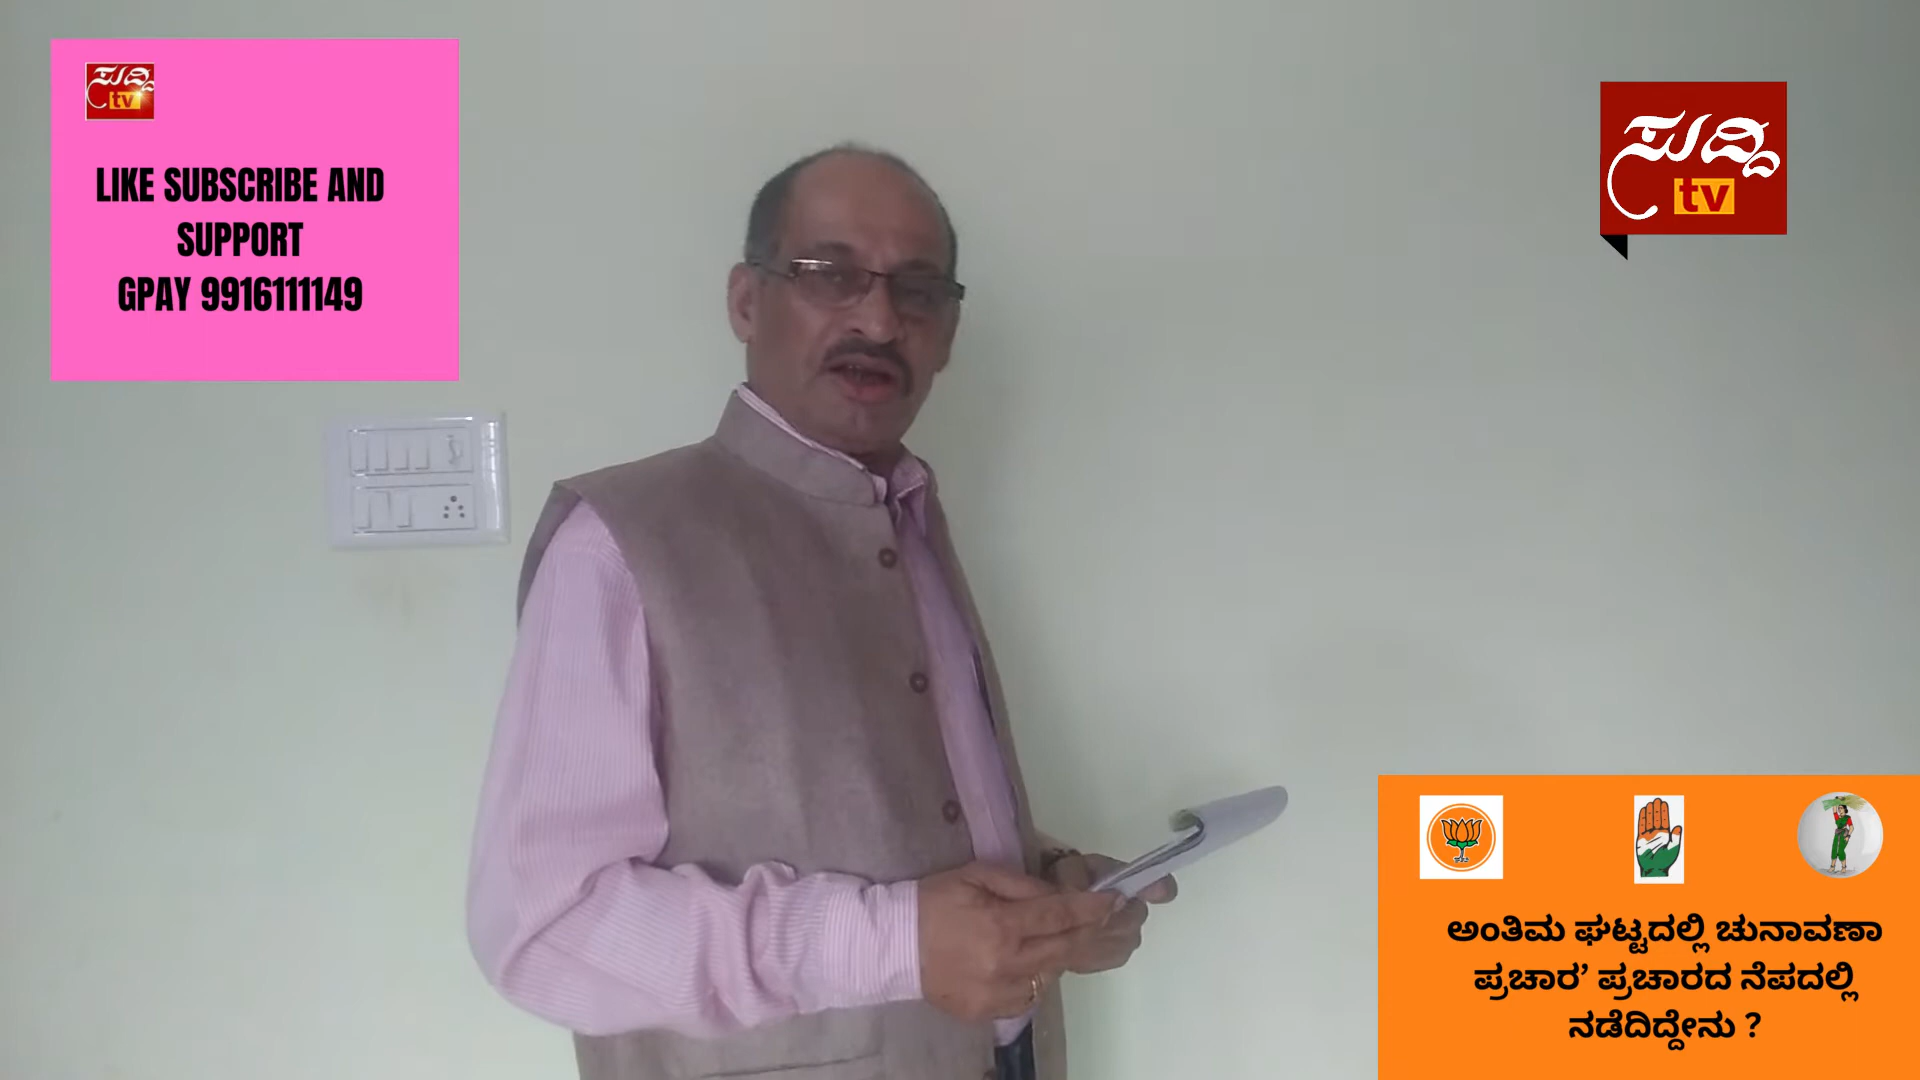 ಸುದ್ದಿ
tv
LIKE SUBSCRIBE AND
SUPPORT
GPAY 9916111149
ಸುದ್ದಿ
tv
ಅಂತಿಮ ಘಟ್ಟದಲ್ಲಿ ಚುನಾವಣಾ
ಪ್ರಚಾರ’ ಪ್ರಚಾರದ ನೆಪದಲ್ಲಿ
ನಡೆದಿದ್ದೇನು ?